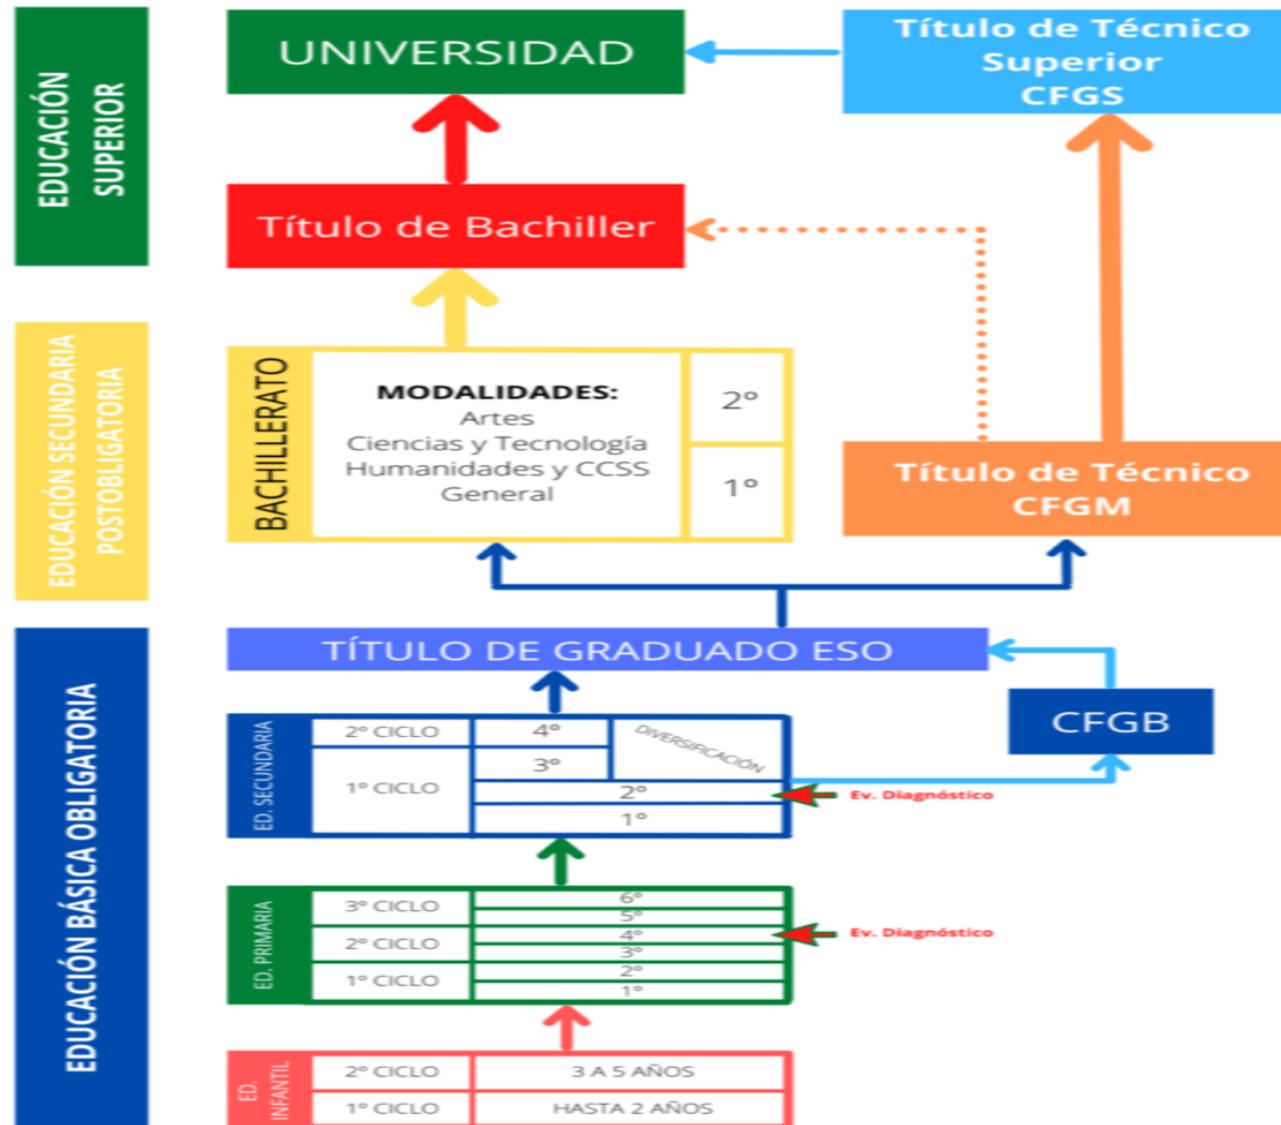 EDUCACIÓN
SUPERIOR
UNIVERSIDAD
Título de Técnico
Superior
CFGS
Título de Bachiller
EDUCACIÓN SECUNDARIA
POSTOBLIGATORIA
BACHILLERATO
MODALIDADES:
Artes
Ciencias y Tecnología
Humanidades y CCSS
General
2º
1º
Título de Técnico
CFGM
EDUCACIÓN BÁSICA OBLIGATORIA
TÍTULO DE GRADUADO ESO
CFGB
ED. SECUNDARIA
2º CICLO
4º
DIVERSIFICACIÓN
3º
1º CICLO
2º
Ev. Diagnóstico
1º
ED. PRIMARIA
3º CICLO
6º
5º
2º CICLO
4º
Ev. Diagnóstico
3º
1º CICLO
2º
1º
ED.
INFANTIL
2º CICLO
3 A 5 AÑOS
1º CICLO
HASTA 2 AÑOS